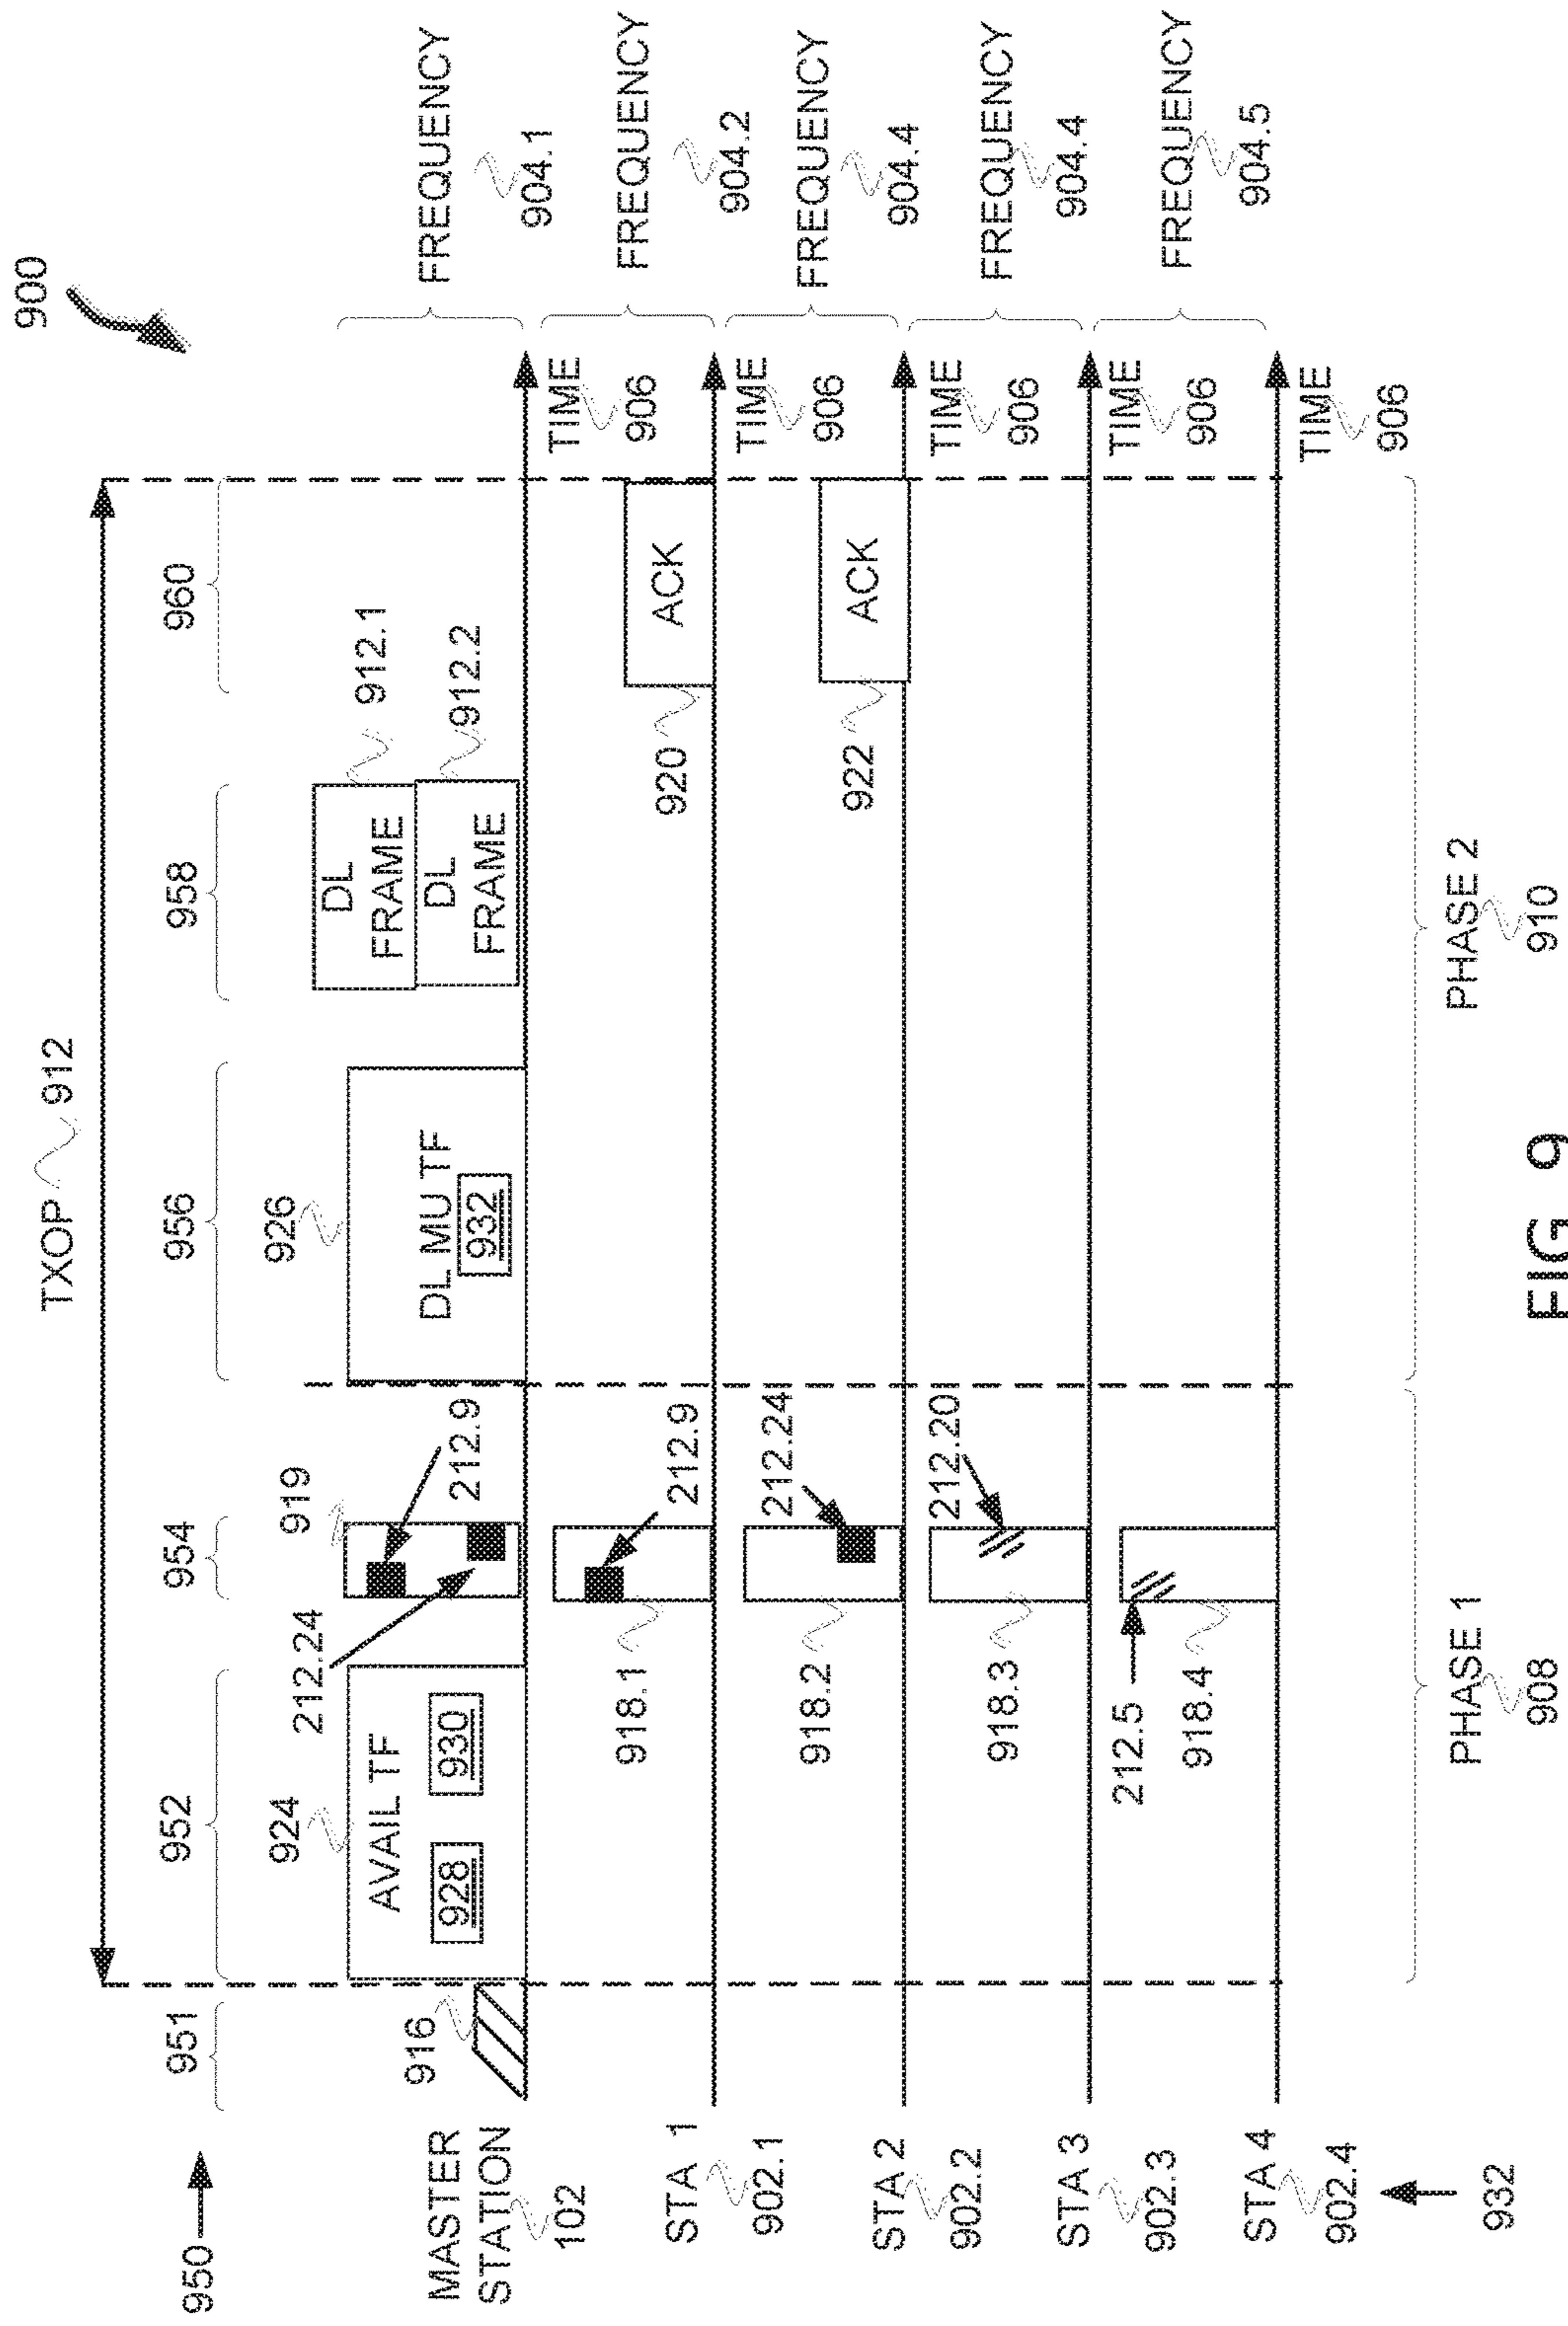 900
TXOP 912
950
951
952
954
956
958
960
916
924
AVAIL TF
928
930
212.24
919
212.9
926
DL MU TF
932
DL
FRAME
912.1
DL
FRAME
912.2
MASTER
STATION
102
FREQUENCY
904.1
TIME
906
STA 1
902.1
918.1
212.9
920
ACK
FREQUENCY
904.2
TIME
906
STA 2
902.2
918.2
212.24
922
ACK
FREQUENCY
904.4
TIME
906
STA 3
902.3
918.3
212.20
FREQUENCY
904.4
TIME
906
STA 4
902.4
918.4
212.5
FREQUENCY
904.5
TIME
906
932
PHASE 1
908
PHASE 2
910
FIG 9